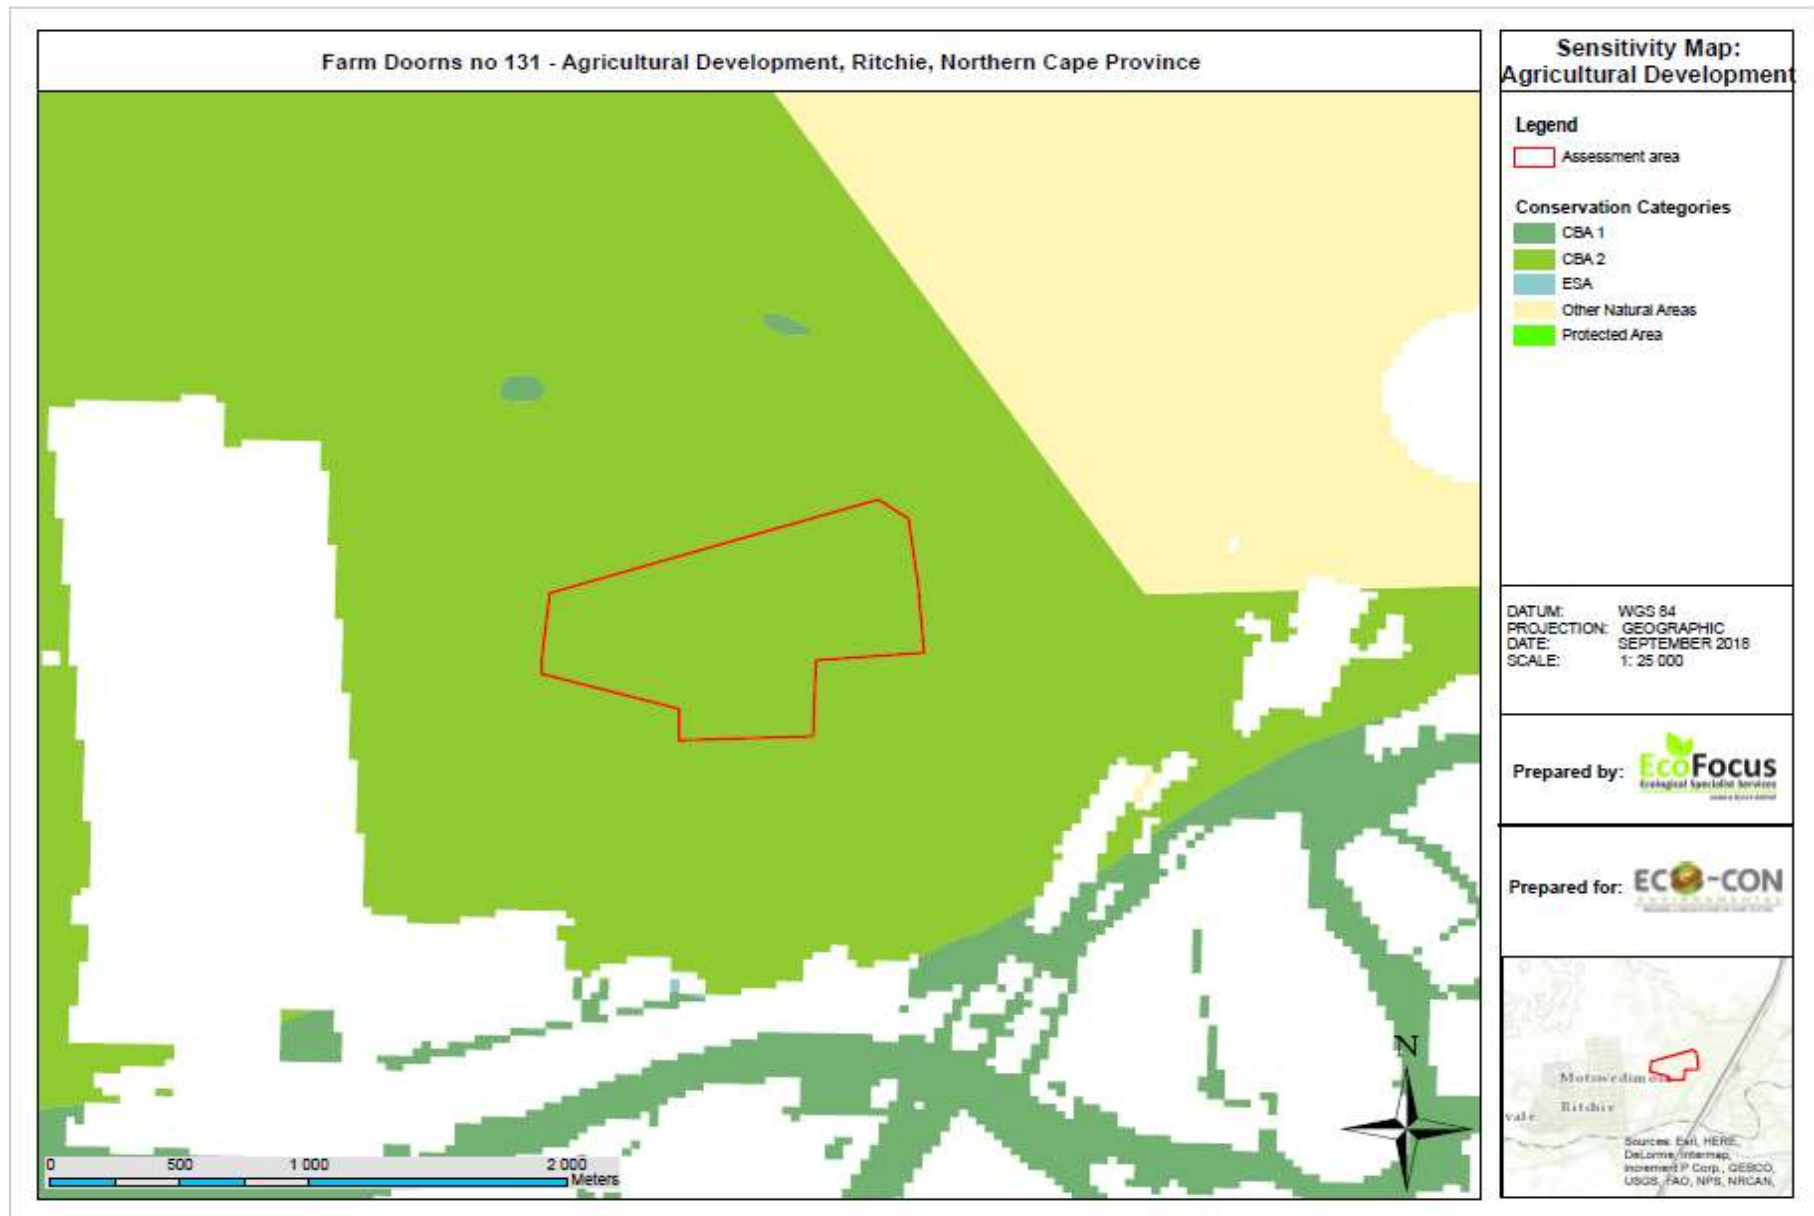 Farm Doorns no 131 - Agricultural Development, Ritchie, Northern Cape Province
Sensitivity Map:
Agricultural Development
Legend
Assessment area
Conservation Categories
CBA 1
CBA 2
ESA
Other Natural Areas
Protected Area
DATUM: WGS 84
PROJECTION: GEOGRAPHIC
DATE: SEPTEMBER 2018
SCALE: 1: 25 000
Prepared by:
EcoFocus
Ecological Specialist Services
Prepared for:
ECO-CON
ENVIRONMENTAL
N
0 500 1 000 2 000
Meters
Ritchie
vale
Sources: Esri, HERE,
DeLorme, Intermap,
increment P Corp., GEBCO,
USGS, FAO, NPS, NRCAN,